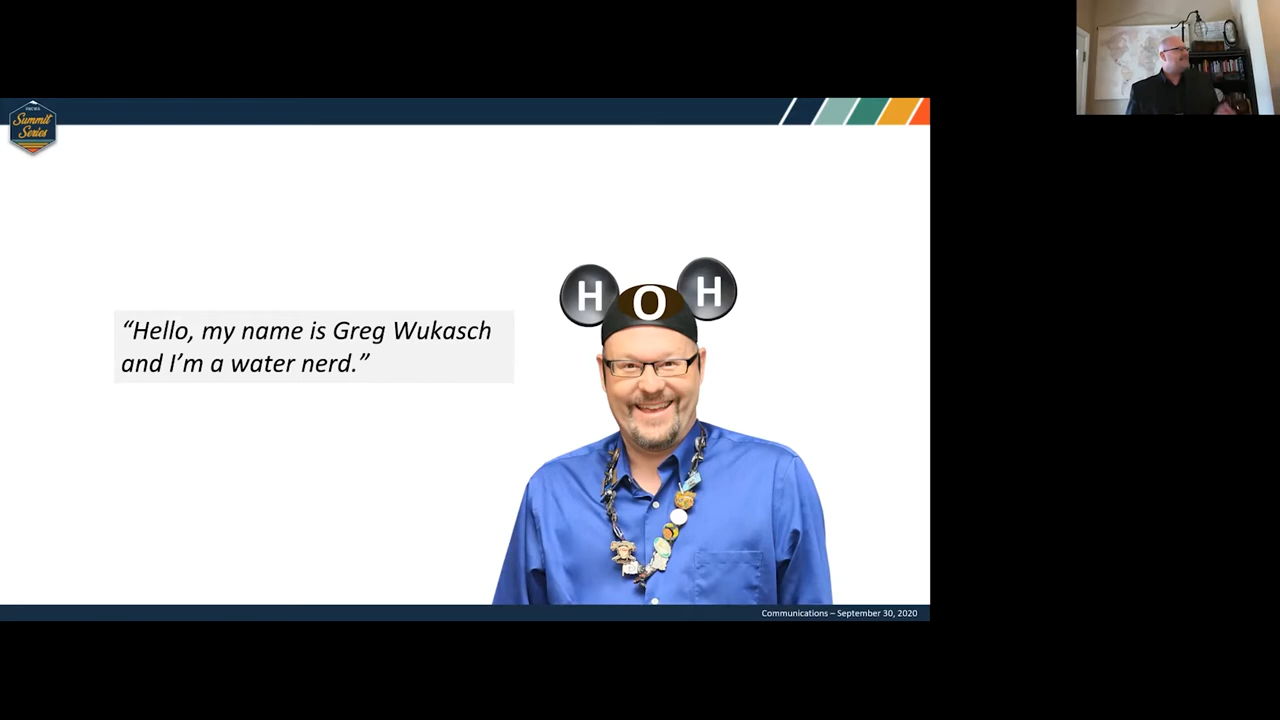 Summit
Series
H O H
“Hello, my name is Greg Wukasch
and I’m a water nerd.”
Communications – September 30, 2020